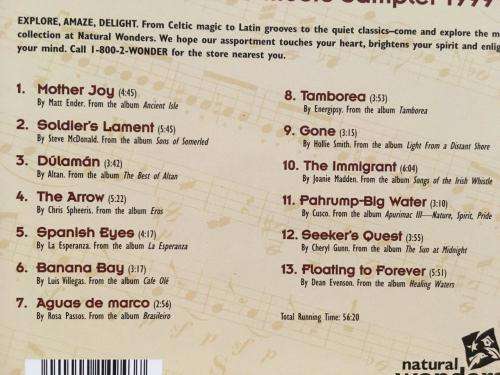 Sampler 1999
EXPLORE, AMAZE, DELIGHT. From Celtic magic to Latin grooves to the quiet classics–come and explore the
collection at Natural Wonders. We hope our assportment touches your heart, brightens your spirit and
your mind. Call 1-800-2-WONDER for the store nearest you.
1. Mother Joy (4:45)
By Matt Ender. From the album Ancient Isle
2. Soldier's Lament (5:45)
By Steve McDonald. From the album Sons of Somerled
3. Dúlamán (3:42)
By Altan. From the album The Best of Altan
4. The Arrow (5:22)
By Chris Spheeris. From the album Eros
5. Spanish Eyes (4:17)
By La Esperanza. From the album La Esperanza
6. Banana Bay (3:17)
By Luis Villegas. From the album Cafe Olé
7. Aguas de marco (2:56)
By Rosa Passos. From the album Brasileiro
8. Tamborea (3:53)
By Energipsy. From the album Tamborea
9. Gone (3:15)
By Hollie Smith. From the album Light From a Distant Shore
10. The Immigrant (6:04)
By Joanie Madden. From the album Songs of the Irish Whistle
11. Pahrump-Big Water (3:10)
By Cusco. From the album Apurimac III—Nature, Spirit, Pride
12. Seeker's Quest (3:55)
By Cheryl Gunn. From the album The Sun at Midnight
13. Floating to Forever (5:51)
By Dean Evenson. From the album Healing Waters
Total Running Time: 56:20
natural
wonders